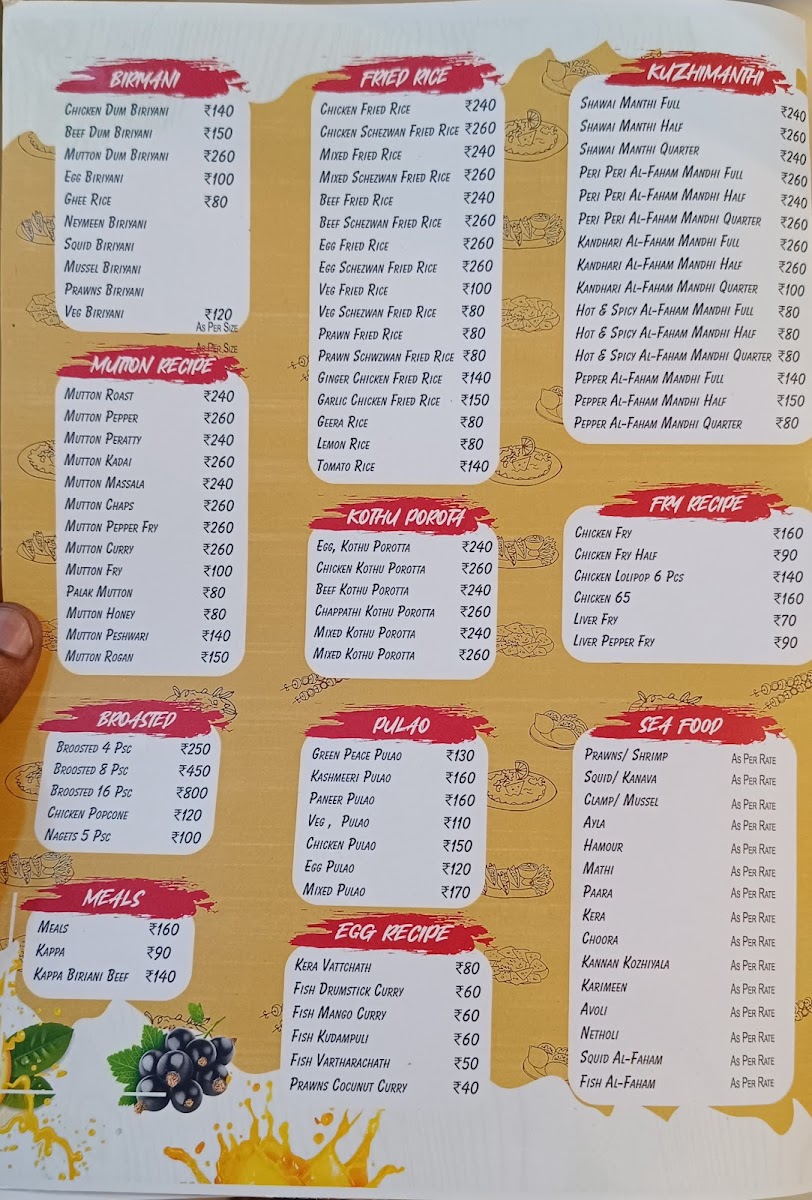 BIRIYANI
CHICKEN DUM BIRIYANI ₹140
BEEF DUM BIRIYANI ₹150
MUTTON DUM BIRIYANI ₹260
EGG BIRIYANI ₹100
GHEE RICE ₹80
NEYMEEN BIRIYANI
SQUID BIRIYANI
MUSSEL BIRIYANI
PRAWNS BIRIYANI
VEG BIRIYANI ₹120
AS PER SIZE
AS PER SIZE
MUTTON RECIPE
MUTTON ROAST ₹240
MUTTON PEPPER ₹260
MUTTON PERATTY ₹240
MUTTON KADAI ₹260
MUTTON MASSALA ₹240
MUTTON CHAPS ₹260
MUTTON PEPPER FRY ₹260
MUTTON CURRY ₹260
MUTTON FRY ₹100
PALAK MUTTON ₹80
MUTTON HONEY ₹80
MUTTON PESHWARI ₹140
MUTTON ROGAN ₹150
BROASTED
BROOSTED 4 PSC ₹250
BROOSTED 8 PSC ₹450
BROOSTED 16 PSC ₹800
CHICKEN POPCONE ₹120
NAGETS 5 PSC ₹100
MEALS
MEALS ₹160
KAPPA ₹90
KAPPA BIRIANI BEEF ₹140
FRIED RICE
CHICKEN FRIED RICE ₹240
CHICKEN SCHEZWAN FRIED RICE ₹260
MIXED FRIED RICE ₹240
MIXED SCHEZWAN FRIED RICE ₹260
BEEF FRIED RICE ₹240
BEEF SCHEZWAN FRIED RICE ₹260
EGG FRIED RICE ₹260
EGG SCHEZWAN FRIED RICE ₹260
VEG FRIED RICE ₹100
VEG SCHEZWAN FRIED RICE ₹80
PRAWN FRIED RICE ₹80
PRAWN SCHWZWAN FRIED RICE ₹80
GINGER CHICKEN FRIED RICE ₹140
GARLIC CHICKEN FRIED RICE ₹150
GEERA RICE ₹80
LEMON RICE ₹80
TOMATO RICE ₹140
KOTHU POROTA
EGG, KOTHU POROTTA ₹240
CHICKEN KOTHU POROTTA ₹260
BEEF KOTHU POROTTA ₹240
CHAPPATHI KOTHU POROTTA ₹260
MIXED KOTHU POROTTA ₹240
MIXED KOTHU POROTTA ₹260
PULAO
GREEN PEACE PULAO ₹130
KASHMEERI PULAO ₹160
PANEER PULAO ₹160
VEG , PULAO ₹110
CHICKEN PULAO ₹150
EGG PULAO ₹120
MIXED PULAO ₹170
EGG RECIPE
KERA VATTCHATH ₹80
FISH DRUMSTICK CURRY ₹60
FISH MANGO CURRY ₹60
FISH KUDAMPULI ₹60
FISH VARTHARACHATH ₹50
PRAWNS COCUNUT CURRY ₹40
KUZHIMANTHI
SHAWAI MANTHI FULL ₹240
SHAWAI MANTHI HALF ₹260
SHAWAI MANTHI QUARTER ₹240
PERI PERI AL-FAHAM MANDHI FULL ₹260
PERI PERI AL-FAHAM MANDHI HALF ₹240
PERI PERI AL-FAHAM MANDHI QUARTER ₹260
KANDHARI AL-FAHAM MANDHI FULL ₹260
KANDHARI AL-FAHAM MANDHI HALF ₹260
KANDHARI AL-FAHAM MANDHI QUARTER ₹100
HOT & SPICY AL-FAHAM MANDHI FULL ₹80
HOT & SPICY AL-FAHAM MANDHI HALF ₹80
HOT & SPICY AL-FAHAM MANDHI QUARTER ₹80
PEPPER AL-FAHAM MANDHI FULL ₹140
PEPPER AL-FAHAM MANDHI HALF ₹150
PEPPER AL-FAHAM MANDHI QUARTER ₹80
FRY RECIPE
CHICKEN FRY ₹160
CHICKEN FRY HALF ₹90
CHICKEN LOLIPOP 6 PCS ₹140
CHICKEN 65 ₹160
LIVER FRY ₹70
LIVER PEPPER FRY ₹90
SEA FOOD
PRAWNS/ SHRIMP AS PER RATE
SQUID/ KANAVA AS PER RATE
CLAMP/ MUSSEL AS PER RATE
AYLA AS PER RATE
HAMOUR AS PER RATE
MATHI AS PER RATE
PAARA AS PER RATE
KERA AS PER RATE
CHOORA AS PER RATE
KANNAN KOZHIYALA AS PER RATE
KARIMEEN AS PER RATE
AVOLI AS PER RATE
NETHOLI AS PER RATE
SQUID AL-FAHAM AS PER RATE
FISH AL-FAHAM AS PER RATE